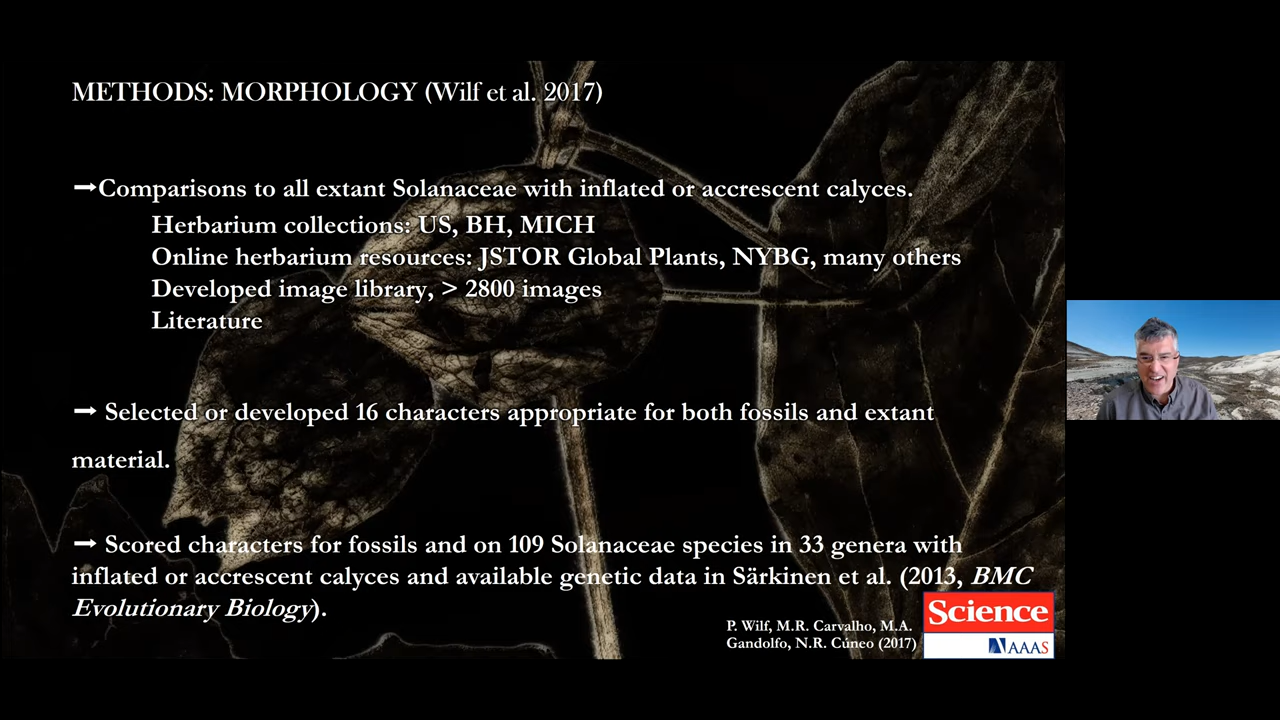 METHODS: MORPHOLOGY (Wilf et al. 2017)
➞Comparisons to all extant Solanaceae with inflated or accrescent calyces.
Herbarium collections: US, BH, MICH
Online herbarium resources: JSTOR Global Plants, NYBG, many others
Developed image library, > 2800 images
Literature
➞ Selected or developed 16 characters appropriate for both fossils and extant
material.
➞ Scored characters for fossils and on 109 Solanaceae species in 33 genera with
inflated or accrescent calyces and available genetic data in Särkinen et al. (2013, BMC
Evolutionary Biology).
P. Wilf, M.R. Carvalho, M.A.
Gandolfo, N.R. Cúneo (2017)
Science
AAAS